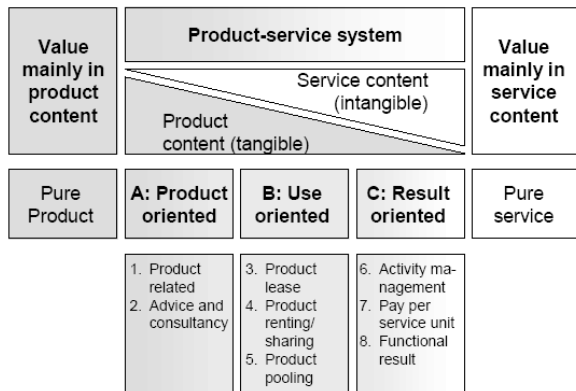 Value
mainly in
product
content
Product-service system
Service content
(intangible)
Product
content (tangible)
Value
mainly in
service
content
Pure
Product
A: Product
oriented
B: Use
oriented
C: Result
oriented
Pure
service
1. Product
related
2. Advice and
consultancy
3. Product
lease
4. Product
renting/
sharing
5. Product
pooling
6. Activity ma-
nagement
7. Pay per
service unit
8. Functional
result